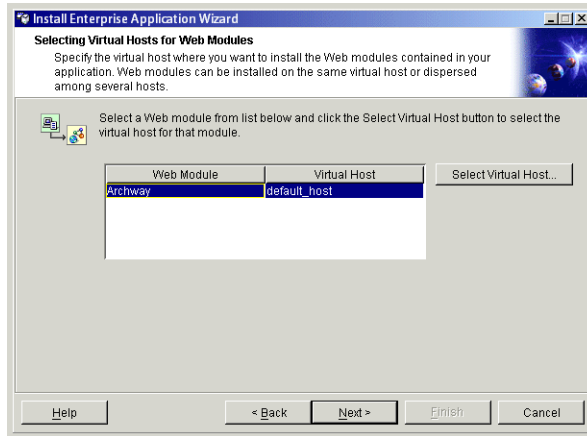 Install Enterprise Application Wizard
Selecting Virtual Hosts for Web Modules
Specify the virtual host where you want to install the Web modules contained in your
application. Web modules can be installed on the same virtual host or dispersed
among several hosts.
Select a Web module from list below and click the Select Virtual Host button to select the
virtual host for that module.
Web Module Virtual Host Select Virtual Host...
Archway default_host
Help < Back Next > Finish Cancel